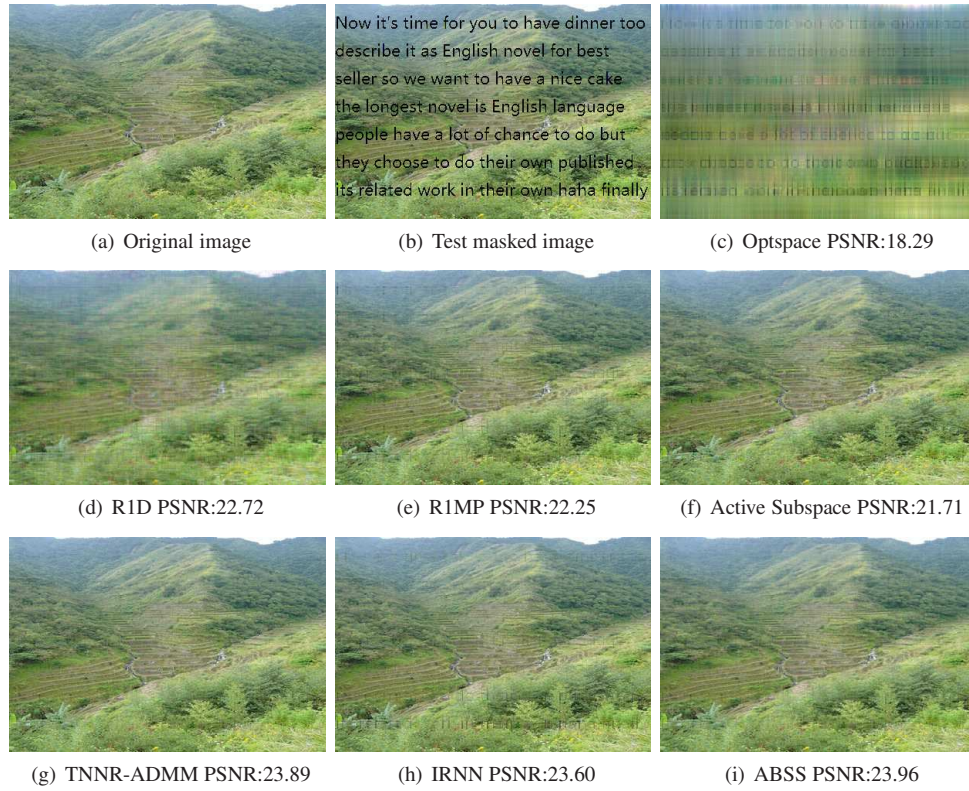 Now it's time for you to have dinner too
describe it as English novel for best
seller so we want to have a nice cake
the longest novel is English language
people have a lot of chance to do but
they choose to do their own published
its related work in their own haha finally
(a) Original image
(b) Test masked image
(c) Optspace PSNR:18.29
(d) R1D PSNR:22.72
(e) R1MP PSNR:22.25
(f) Active Subspace PSNR:21.71
(g) TNNR-ADMM PSNR:23.89
(h) IRNN PSNR:23.60
(i) ABSS PSNR:23.96